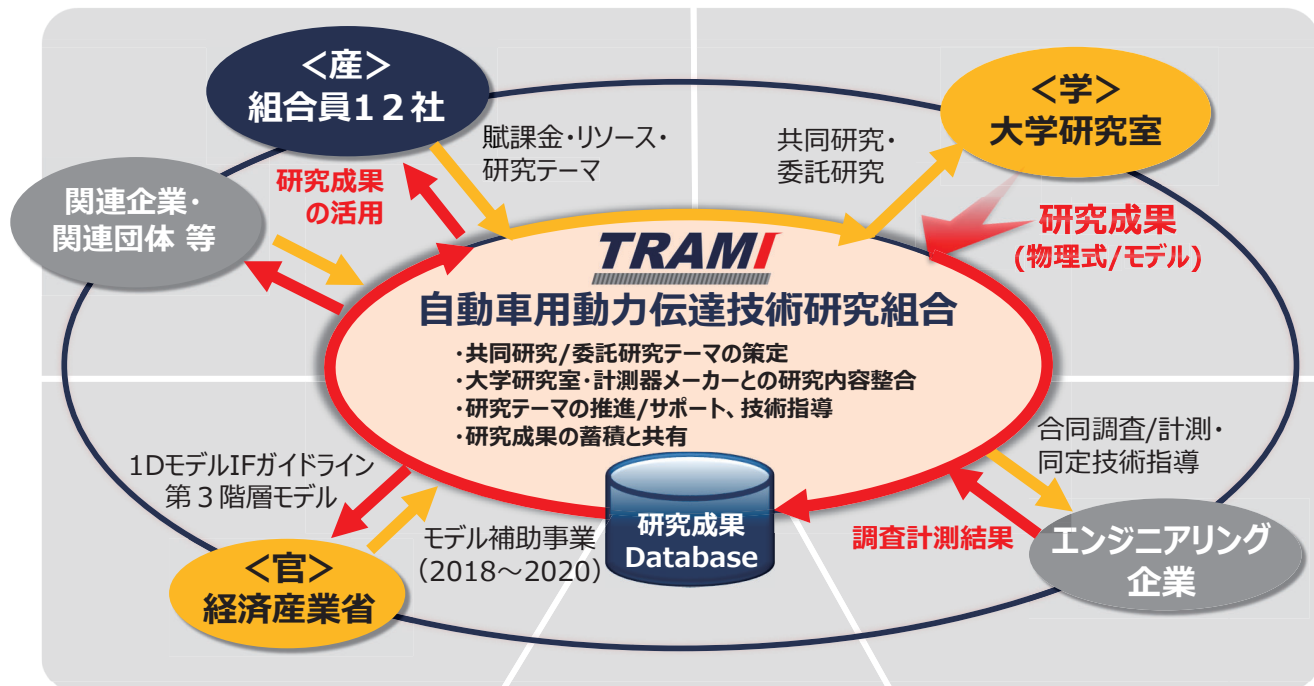 ＜産＞
組合員１２社
賦課金・リソース・
研究テーマ
共同研究・
委託研究
＜学＞
大学研究室
関連企業・
関連団体 等
研究成果
の活用
研究成果
(物理式/モデル)
TRAMI
自動車用動力伝達技術研究組合
・共同研究/委託研究テーマの策定
・大学研究室・計測器メーカーとの研究内容整合
・研究テーマの推進/サポート、技術指導
・研究成果の蓄積と共有
1DモデルIFガイドライン
第３階層モデル
＜官＞
経済産業省
モデル補助事業
（2018～2020）
研究成果
Database
調査計測結果
合同調査/計測・
同定技術指導
エンジニアリング
企業